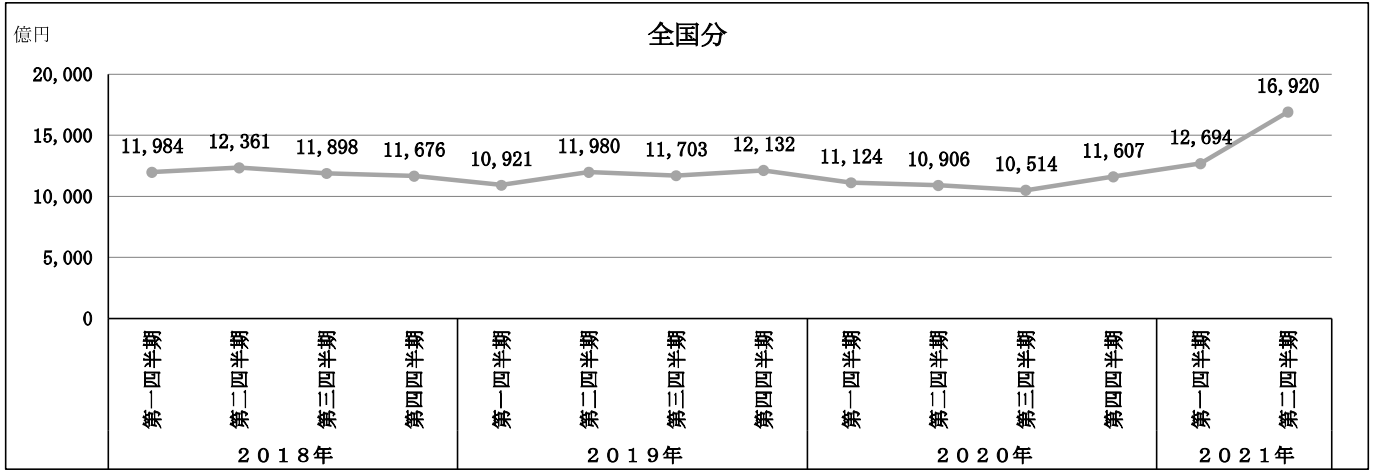 全国分
億円
20,000
15,000
10,000
5,000
0
11,984 12,361 11,898 11,676 10,921 11,980 11,703 12,132 11,124 10,906 10,514 11,607 12,694 16,920
第一四半期 第二四半期 第三四半期 第四四半期 第一四半期 第二四半期 第三四半期 第四四半期 第一四半期 第二四半期 第三四半期 第四四半期 第一四半期 第二四半期
２０１８年 ２０１９年 ２０２０年 ２０２１年